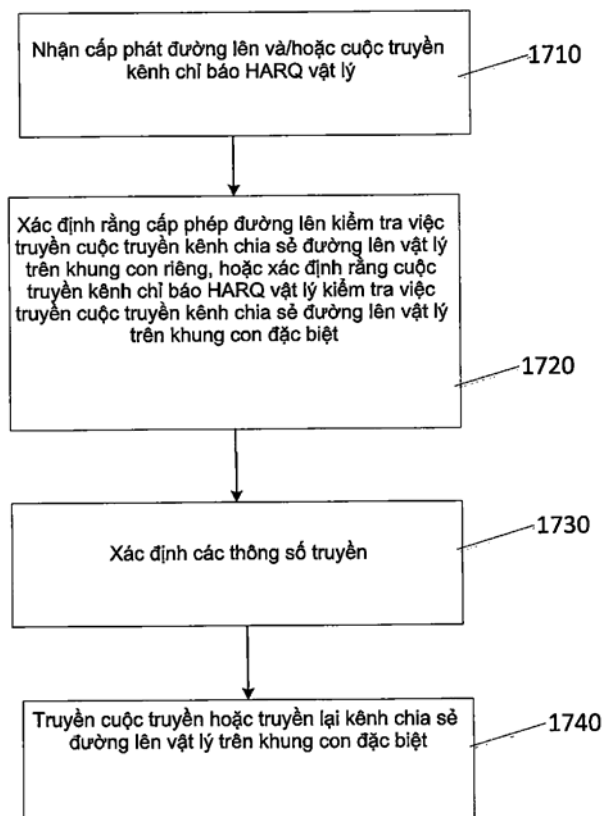 Nhận cấp phát đường lên và/hoặc cuộc truyền
kênh chỉ báo HARQ vật lý
1710
Xác định rằng cấp phép đường lên kiểm tra việc
truyền cuộc truyền kênh chia sẻ đường lên vật lý
trên khung con riêng, hoặc xác định rằng cuộc
truyền kênh chỉ báo HARQ vật lý kiểm tra việc
truyền cuộc truyền kênh chia sẻ đường lên vật lý
trên khung con đặc biệt
1720
Xác định các thông số truyền
1730
Truyền cuộc truyền hoặc truyền lại kênh chia sẻ
đường lên vật lý trên khung con đặc biệt
1740